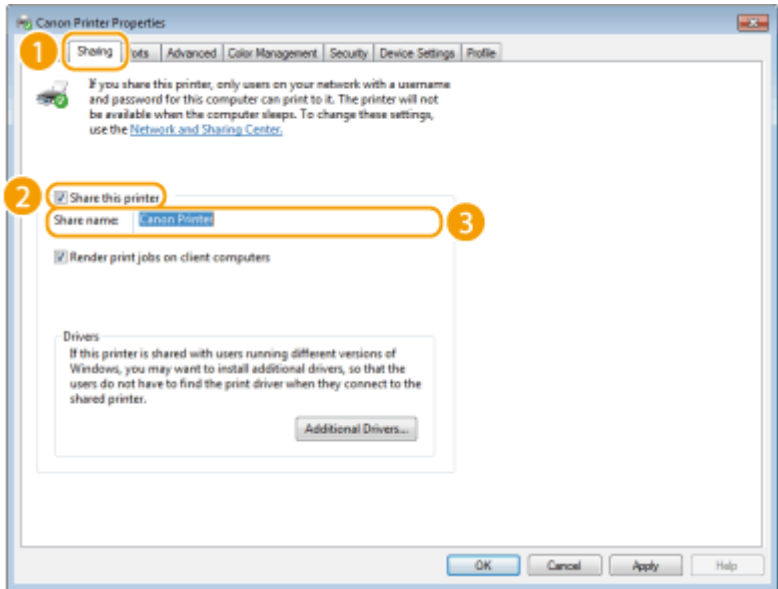 Canon Printer Properties
1
Sharing Ports Advanced Color Management Security Device Settings Profile
If you share this printer, only users on your network with a username
and password for this computer can print to it. The printer will not
be available when the computer sleeps. To change these settings,
use the Network and Sharing Center.
2
Share this printer
Share name: Canon Printer
3
Render print jobs on client computers
Drivers
If this printer is shared with users running different versions of
Windows, you may want to install additional drivers, so that the
users do not have to find the print driver when they connect to the
shared printer.
Additional Drivers...
OK Cancel Apply Help